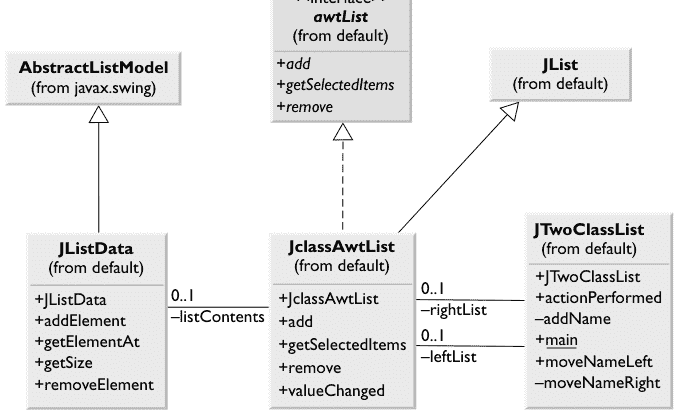 awtList
(from default)
+add
+getSelectedItems
+remove
AbstractListModel
(from javax.swing)
JList
(from default)
JListData
(from default)
+JListData
+addElement
+getElementAt
+getSize
+removeElement
0..1
–listContents
JclassAwtList
(from default)
+JclassAwtList
+add
+getSelectedItems
+remove
+valueChanged
0..1
–rightList
0..1
–leftList
JTwoClassList
(from default)
+JTwoClassList
+actionPerformed
–addName
+main
+moveNameLeft
–moveNameRight